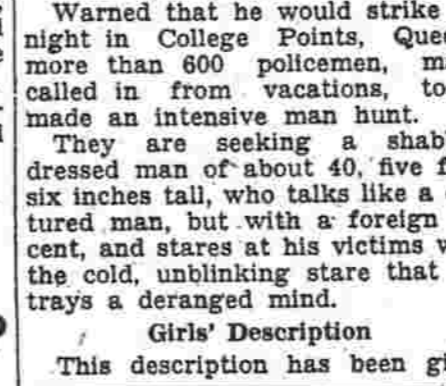 Warned that he would strike
night in College Points, Quee
more than 600 policemen, m
called in from vacations, to
made an intensive man hunt.
They are seeking a shab
dressed man of about 40, five f
six inches tall, who talks like a
tured man, but with a foreign
cent, and stares at his victims w
the cold, unblinking stare that
trays a deranged mind.
Girls' Description
This description has been gi